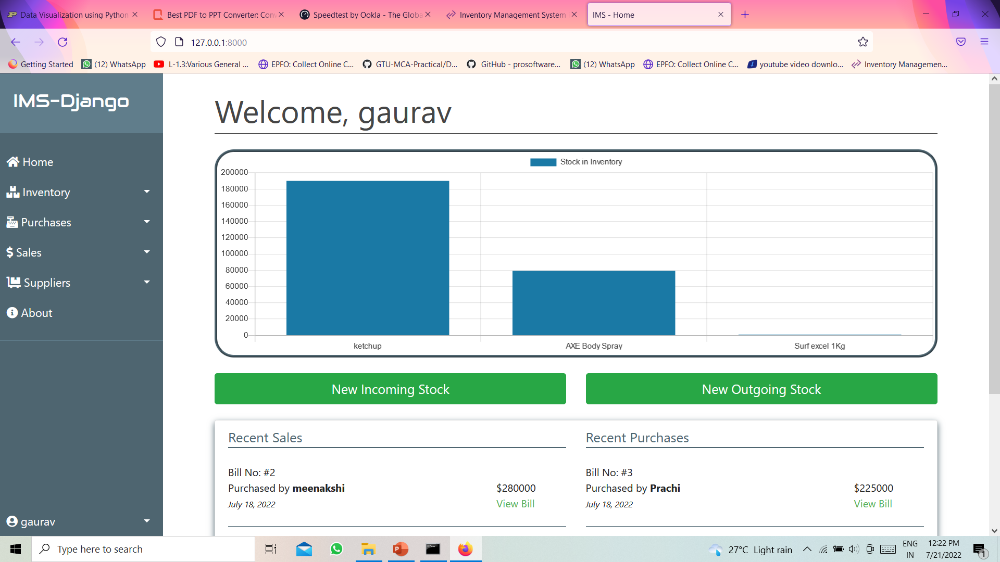 Data Visualization using Python
Best PDF to PPT Converter: Con
Speedtest by Ookla - The Globa
Inventory Management System
IMS - Home
127.0.0.1:8000
Getting Started
(12) WhatsApp
L-1.3:Various General ...
EPFO: Collect Online C...
GTU-MCA-Practical/D...
GitHub - prosoftware...
(12) WhatsApp
EPFO: Collect Online C...
youtube video downlo...
Inventory Managemen...
IMS-Django
Home
Inventory
Purchases
Sales
Suppliers
About
gaurav
Welcome, gaurav
Stock in Inventory
200000
180000
160000
140000
120000
100000
80000
60000
40000
20000
0
ketchup
AXE Body Spray
Surf excel 1Kg
New Incoming Stock
New Outgoing Stock
Recent Sales
Bill No: #2
Purchased by meenakshi
$280000
July 18, 2022
View Bill
Recent Purchases
Bill No: #3
Purchased by Prachi
$225000
July 18, 2022
View Bill
Type here to search
27°C Light rain
ENG
IN
12:22 PM
7/21/2022
1